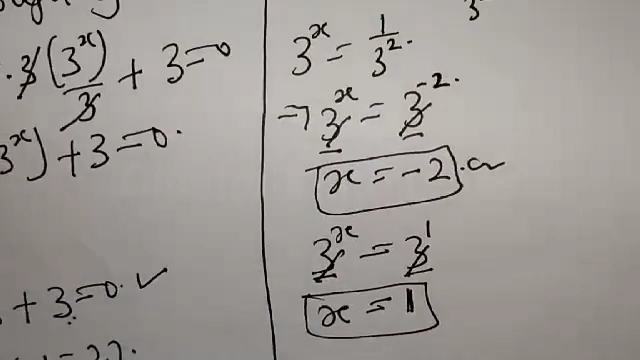 · 3(3^x)/3 + 3 = 0
3^x) + 3 = 0.
+ 3 = 0. ✓
3^x = 1/3^2.
⇒ 3^x = 3^-2.
x = -2. or
3^x = 3^1
x = 1